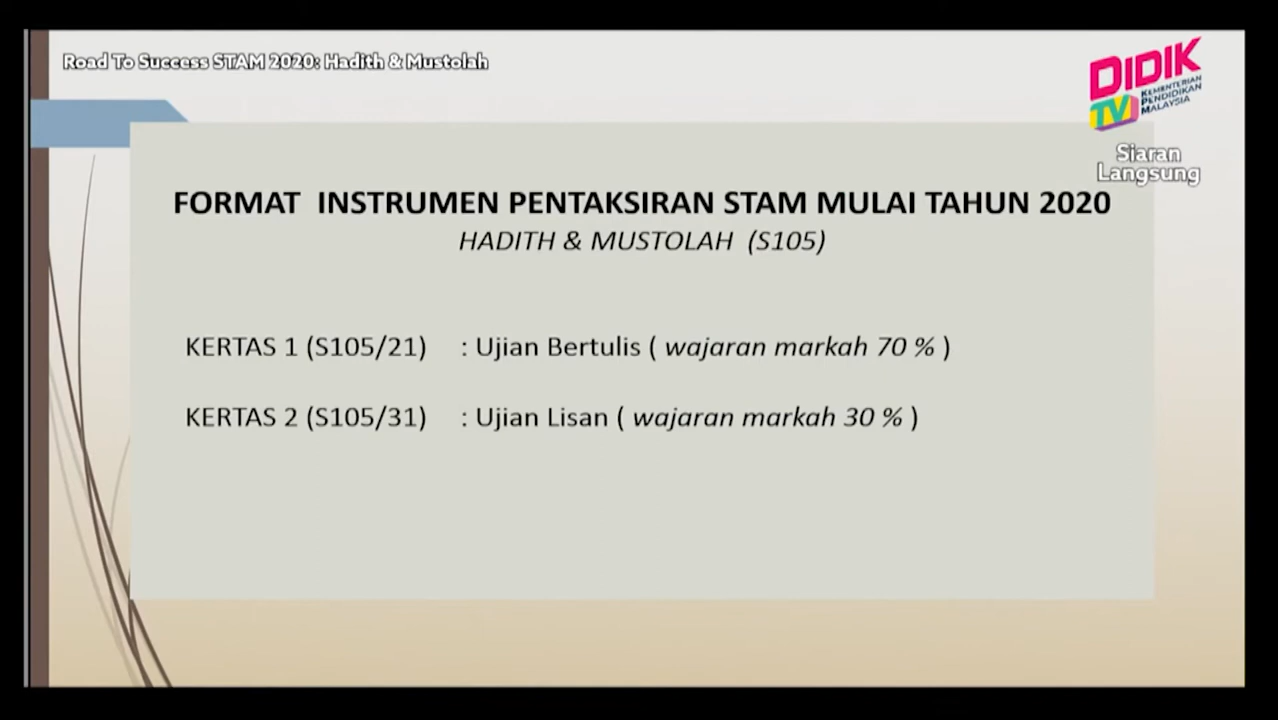 Road To Success STAM 2020: Hadith & Mustolah
DIDIK
TV
KEMENTERIAN
PENDIDIKAN
MALAYSIA
Siaran
Langsung
FORMAT INSTRUMEN PENTAKSIRAN STAM MULAI TAHUN 2020
HADITH & MUSTOLAH (S105)
KERTAS 1 (S105/21) : Ujian Bertulis ( wajaran markah 70 % )
KERTAS 2 (S105/31) : Ujian Lisan ( wajaran markah 30 % )